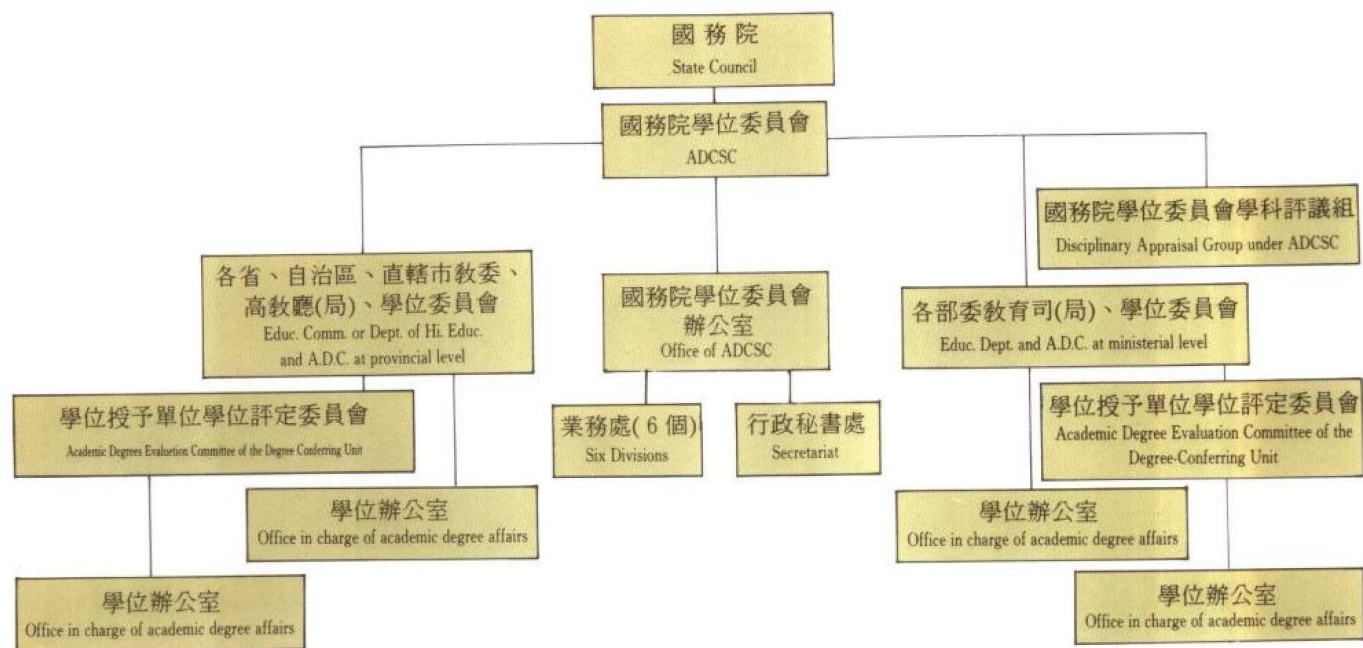 國務院
State Council
國務院學位委員會
ADCSC
國務院學位委員會學科評議組
Disciplinary Appraisal Group under ADCSC
各省、自治區、直轄市教委、
高教廳(局)、學位委員會
Educ. Comm. or Dept. of Hi. Educ.
and A.D.C. at provincial level
國務院學位委員會
辦公室
Office of ADCSC
各部委教育司(局)、學位委員會
Educ. Dept. and A.D.C. at ministerial level
學位授予單位學位評定委員會
Academic Degrees Evaluation Committee of the Degree Conferring Unit
業務處(6個)
Six Divisions
行政秘書處
Secretariat
學位授予單位學位評定委員會
Academic Degree Evaluation Committee of the
Degree-Conferring Unit
學位辦公室
Office in charge of academic degree affairs
學位辦公室
Office in charge of academic degree affairs
學位辦公室
Office in charge of academic degree affairs
學位辦公室
Office in charge of academic degree affairs